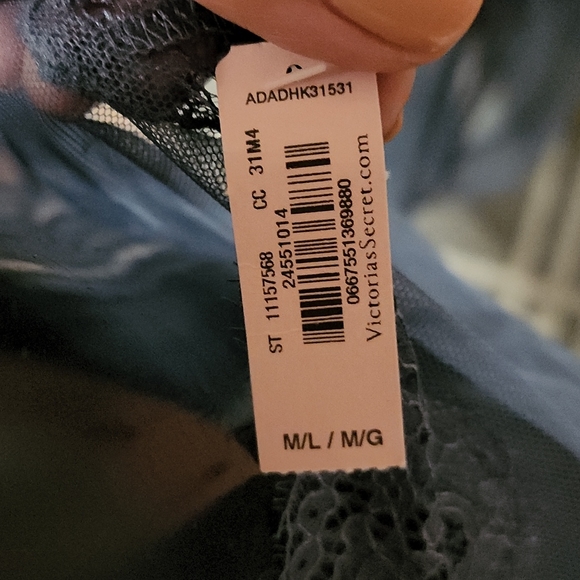 ADADHK31531
ST 11157568 CC 31M4
24551014
0667551369880
VictoriasSecret.com
M/L / M/G